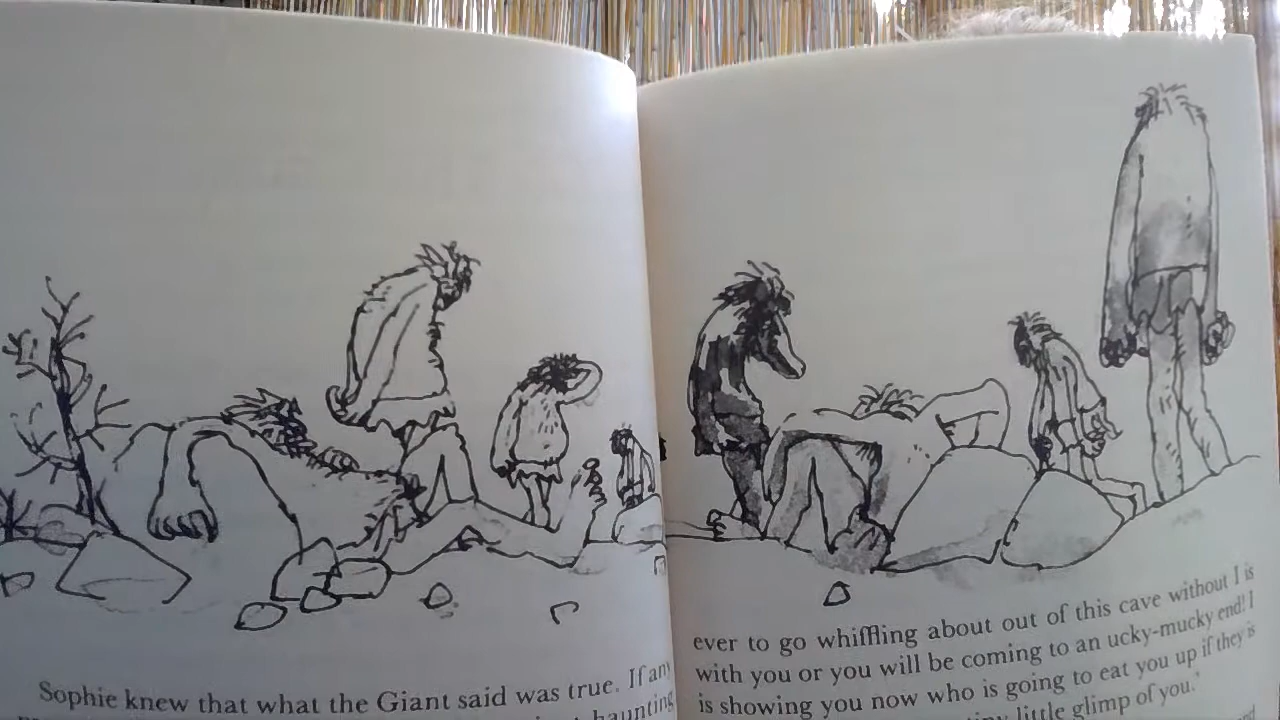 Sophie knew that what the Giant said was true. If any
haunting
ever to go whiffling about out of this cave without I is
with you or you will be coming to an ucky-mucky end! I
is showing you now who is going to eat you up if they is
tiny little glimp of you.'